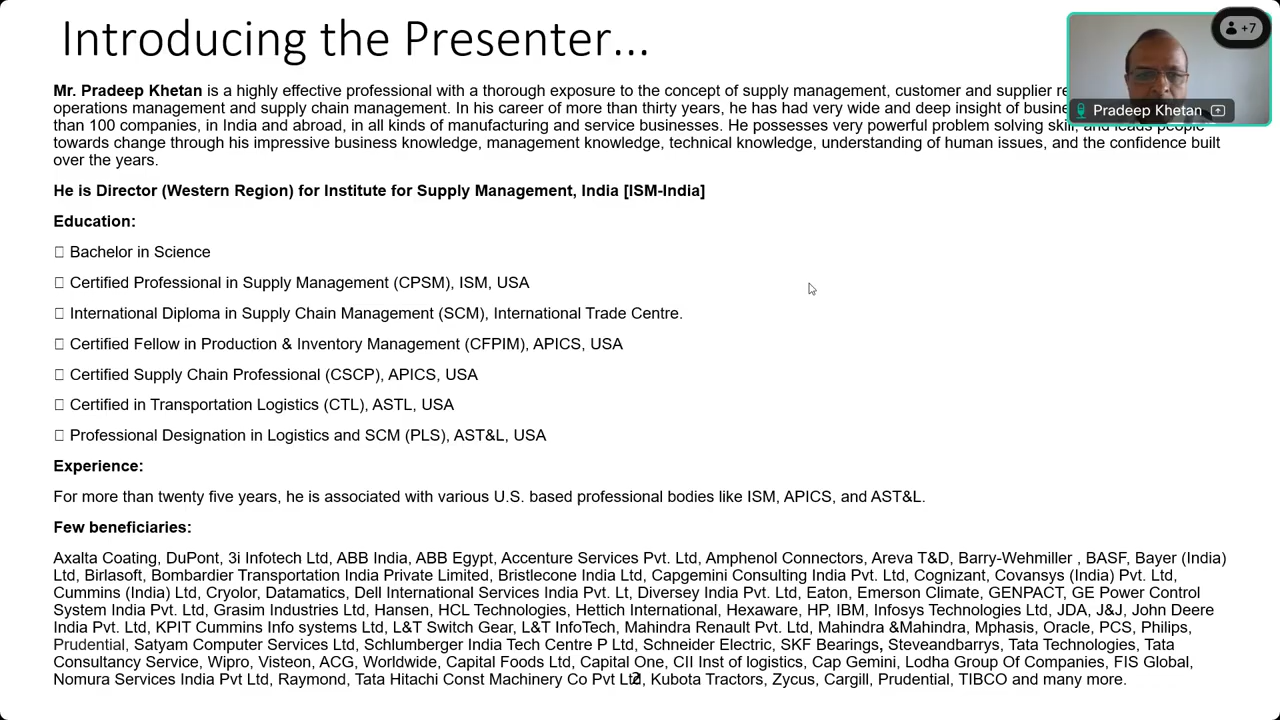 Introducing the Presenter...
+7
Pradeep Khetan
Mr. Pradeep Khetan is a highly effective professional with a thorough exposure to the concept of supply management, customer and supplier
operations management and supply chain management. In his career of more than thirty years, he has had very wide and deep insight of
than 100 companies, in India and abroad, in all kinds of manufacturing and service businesses. He possesses very powerful problem solving skil, and leads people
towards change through his impressive business knowledge, management knowledge, technical knowledge, understanding of human issues, and the confidence built
over the years.
He is Director (Western Region) for Institute for Supply Management, India [ISM-India]
Education:
Bachelor in Science
Certified Professional in Supply Management (CPSM), ISM, USA
International Diploma in Supply Chain Management (SCM), International Trade Centre.
Certified Fellow in Production & Inventory Management (CFPIM), APICS, USA
Certified Supply Chain Professional (CSCP), APICS, USA
Certified in Transportation Logistics (CTL), ASTL, USA
Professional Designation in Logistics and SCM (PLS), AST&L, USA
Experience:
For more than twenty five years, he is associated with various U.S. based professional bodies like ISM, APICS, and AST&L.
Few beneficiaries:
Axalta Coating, DuPont, 3i Infotech Ltd, ABB India, ABB Egypt, Accenture Services Pvt. Ltd, Amphenol Connectors, Areva T&D, Barry-Wehmiller , BASF, Bayer (India)
Ltd, Birlasoft, Bombardier Transportation India Private Limited, Bristlecone India Ltd, Capgemini Consulting India Pvt. Ltd, Cognizant, Covansys (India) Pvt. Ltd,
Cummins (India) Ltd, Cryolor, Datamatics, Dell International Services India Pvt. Lt, Diversey India Pvt. Ltd, Eaton, Emerson Climate, GENPACT, GE Power Control
System India Pvt. Ltd, Grasim Industries Ltd, Hansen, HCL Technologies, Hettich International, Hexaware, HP, IBM, Infosys Technologies Ltd, JDA, J&J, John Deere
India Pvt. Ltd, KPIT Cummins Info systems Ltd, L&T Switch Gear, L&T InfoTech, Mahindra Renault Pvt. Ltd, Mahindra &Mahindra, Mphasis, Oracle, PCS, Philips,
Prudential, Satyam Computer Services Ltd, Schlumberger India Tech Centre P Ltd, Schneider Electric, SKF Bearings, Steveandbarrys, Tata Technologies, Tata
Consultancy Service, Wipro, Visteon, ACG, Worldwide, Capital Foods Ltd, Capital One, CII Inst of logistics, Cap Gemini, Lodha Group Of Companies, FIS Global,
Nomura Services India Pvt Ltd, Raymond, Tata Hitachi Const Machinery Co Pvt Ltd, Kubota Tractors, Zycus, Cargill, Prudential, TIBCO and many more.
2